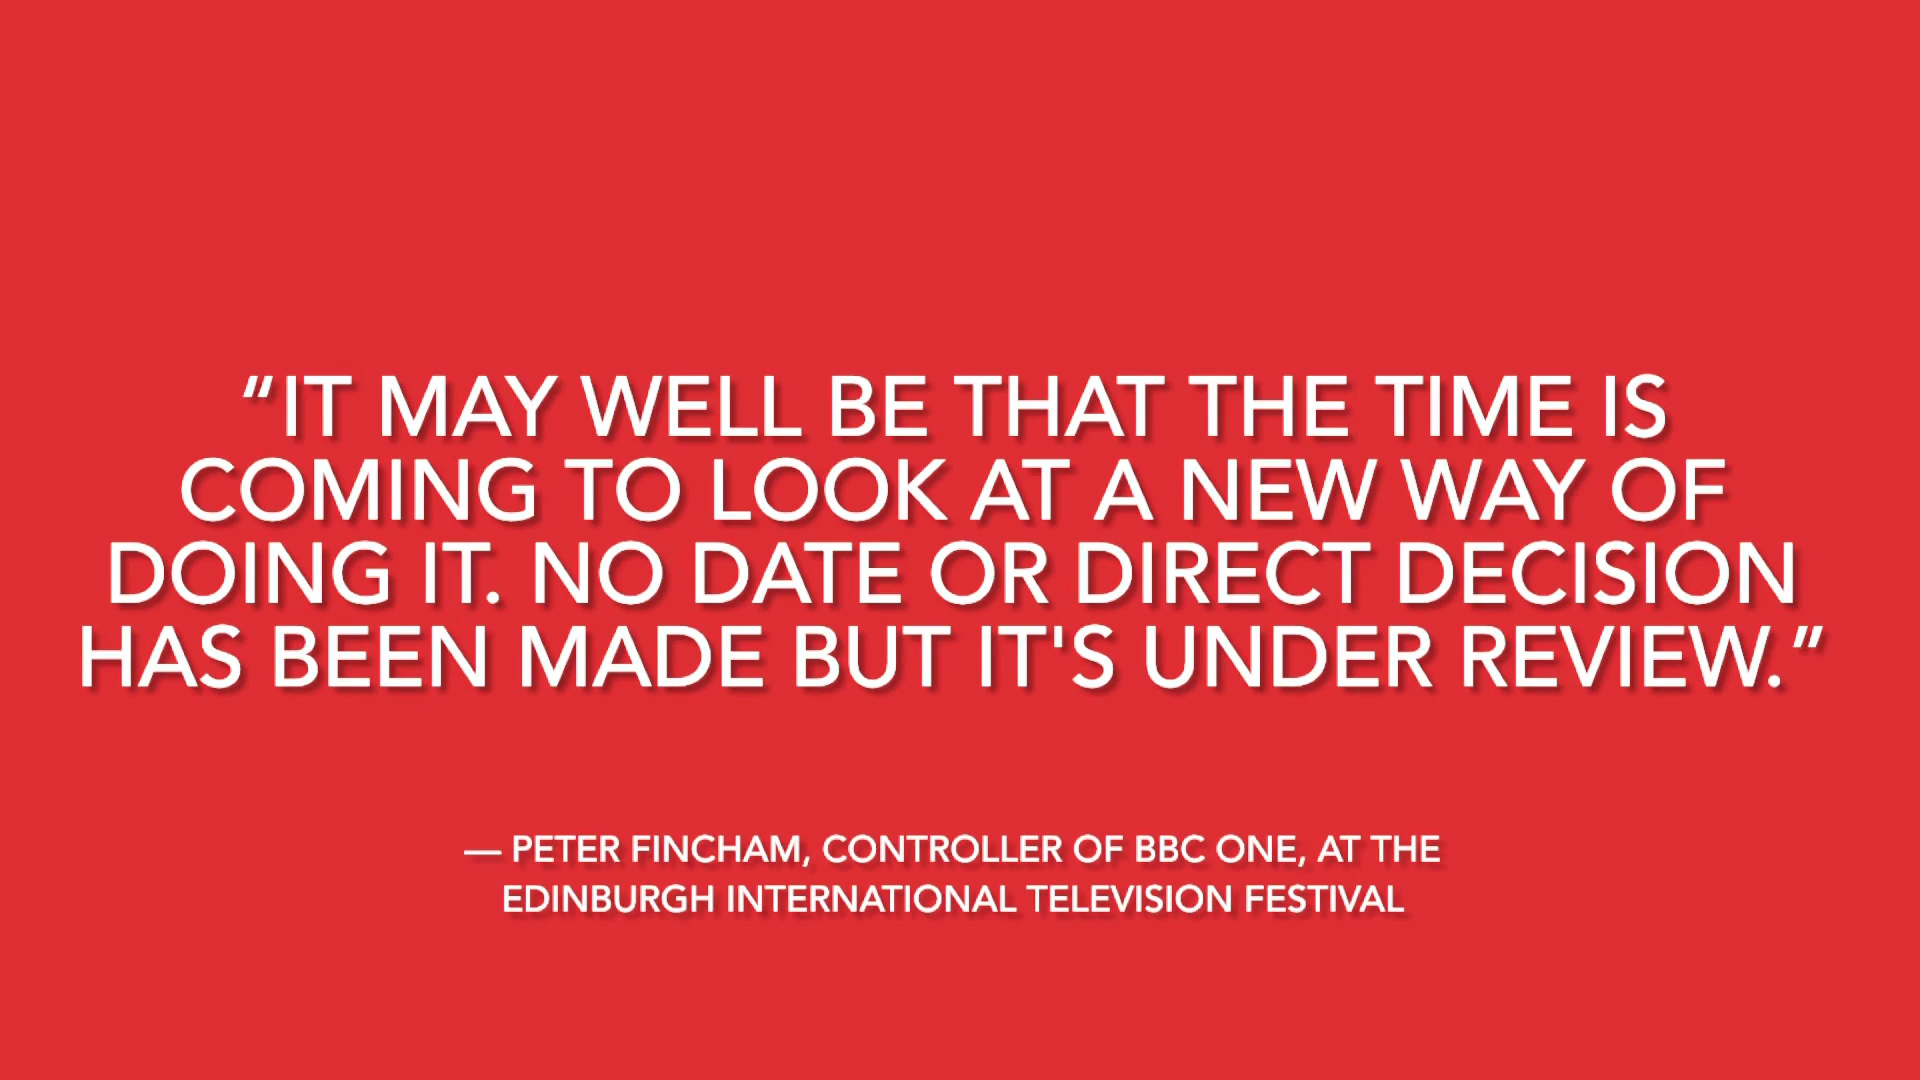 “IT MAY WELL BE THAT THE TIME IS
COMING TO LOOK AT A NEW WAY OF
DOING IT. NO DATE OR DIRECT DECISION
HAS BEEN MADE BUT IT'S UNDER REVIEW.”
— PETER FINCHAM, CONTROLLER OF BBC ONE, AT THE
EDINBURGH INTERNATIONAL TELEVISION FESTIVAL